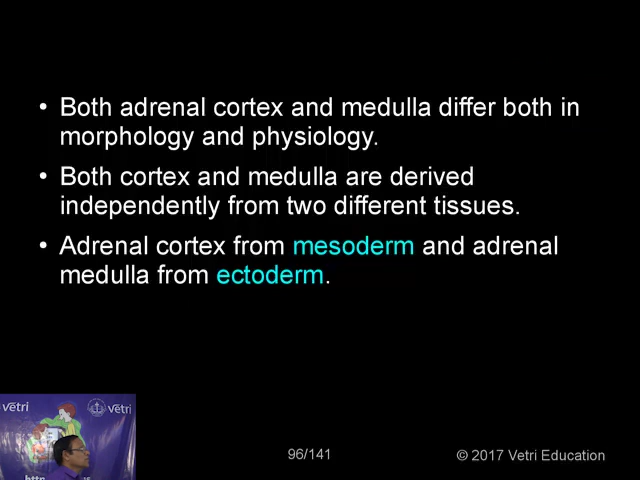 • Both adrenal cortex and medulla differ both in
morphology and physiology.
• Both cortex and medulla are derived
independently from two different tissues.
• Adrenal cortex from mesoderm and adrenal
medulla from ectoderm.
vetri
vetri
96/141
© 2017 Vetri Education